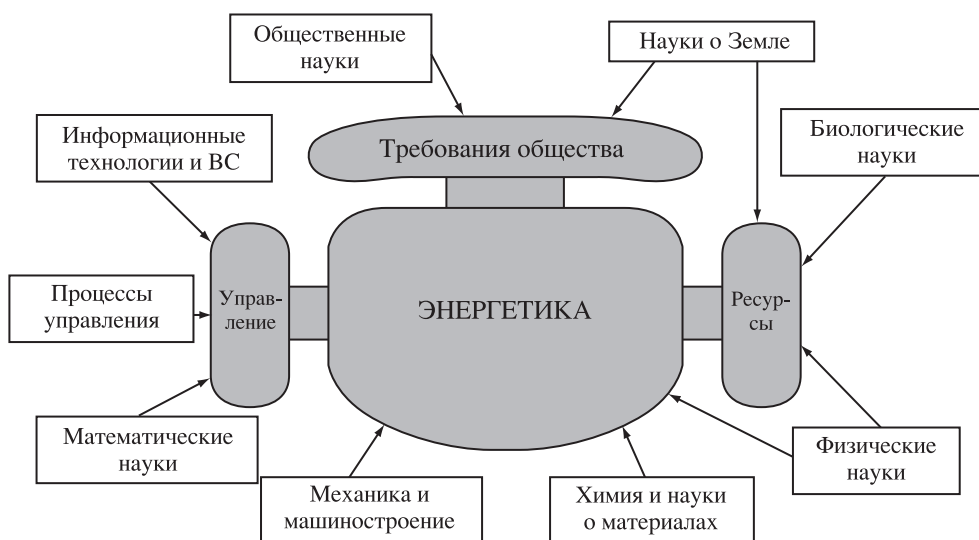 Общественные
науки
Науки о Земле
Информационные
технологии и ВС
Требования общества
Биологические
науки
Процессы
управления
Управ-
ление
ЭНЕРГЕТИКА
Ресур-
сы
Математические
науки
Механика и
машиностроение
Химия и науки
о материалах
Физические
науки